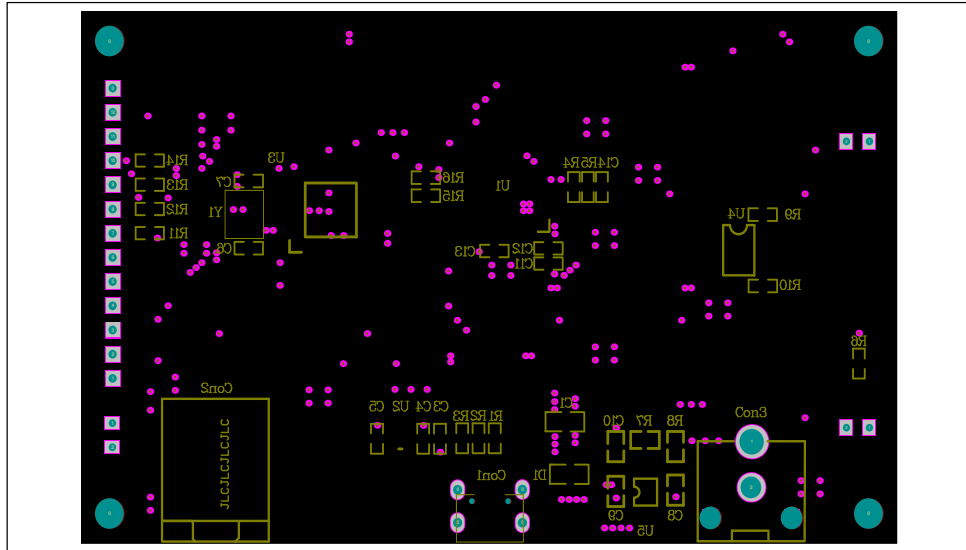 U3
R14
C7
R13
Y1
R12
R11
C6
R16
R15
U1
C14R5R4
C13
C12
C11
U4
R9
R10
R6
Con2
JLCJLCJLCJLC
C5
U2
C4
C3
R3
R2
R1
Con1
C1
D1
C10
R7
R8
Con3
C9
C8
U5